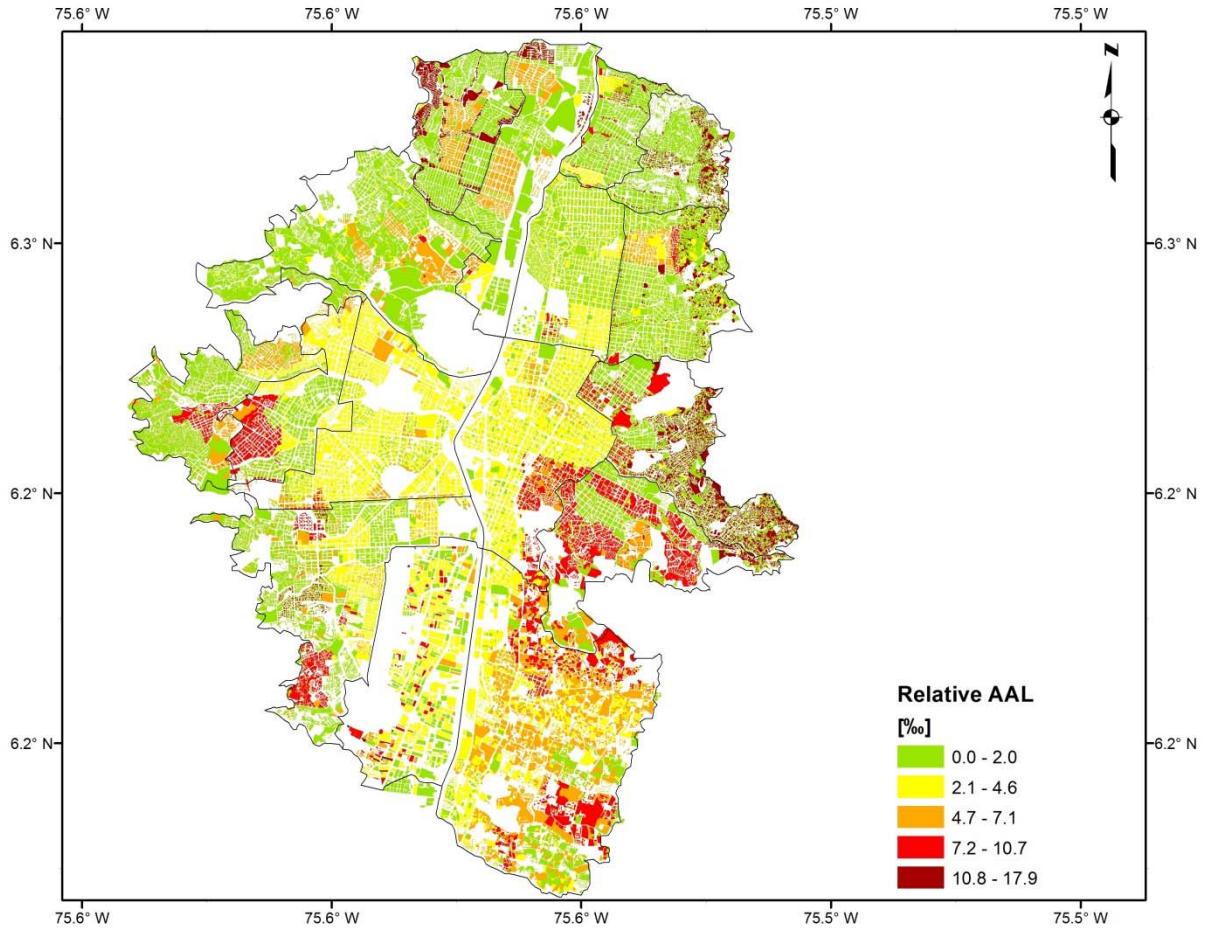 75.6° W 75.6° W 75.6° W 75.5° W 75.5° W
N
6.3° N 6.3° N
6.2° N 6.2° N
6.2° N 6.2° N
Relative AAL
[‰]
0.0 - 2.0
2.1 - 4.6
4.7 - 7.1
7.2 - 10.7
10.8 - 17.9
75.6° W 75.6° W 75.6° W 75.5° W 75.5° W